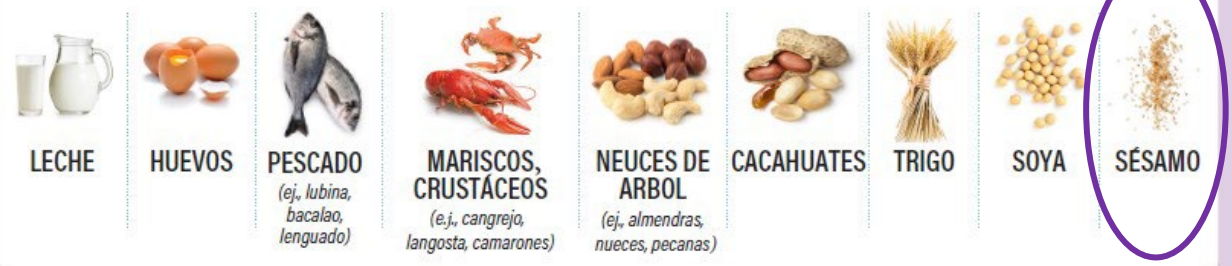 LECHE
HUEVOS
PESCADO
(ej., lubina,
bacalao,
lenguado)
MARISCOS,
CRUSTÁCEOS
(e.j., cangrejo,
langosta, camarones)
NEUCES DE
ARBOL
(ej., almendras,
nueces, pecanas)
CACAHUATES
TRIGO
SOYA
SÉSAMO